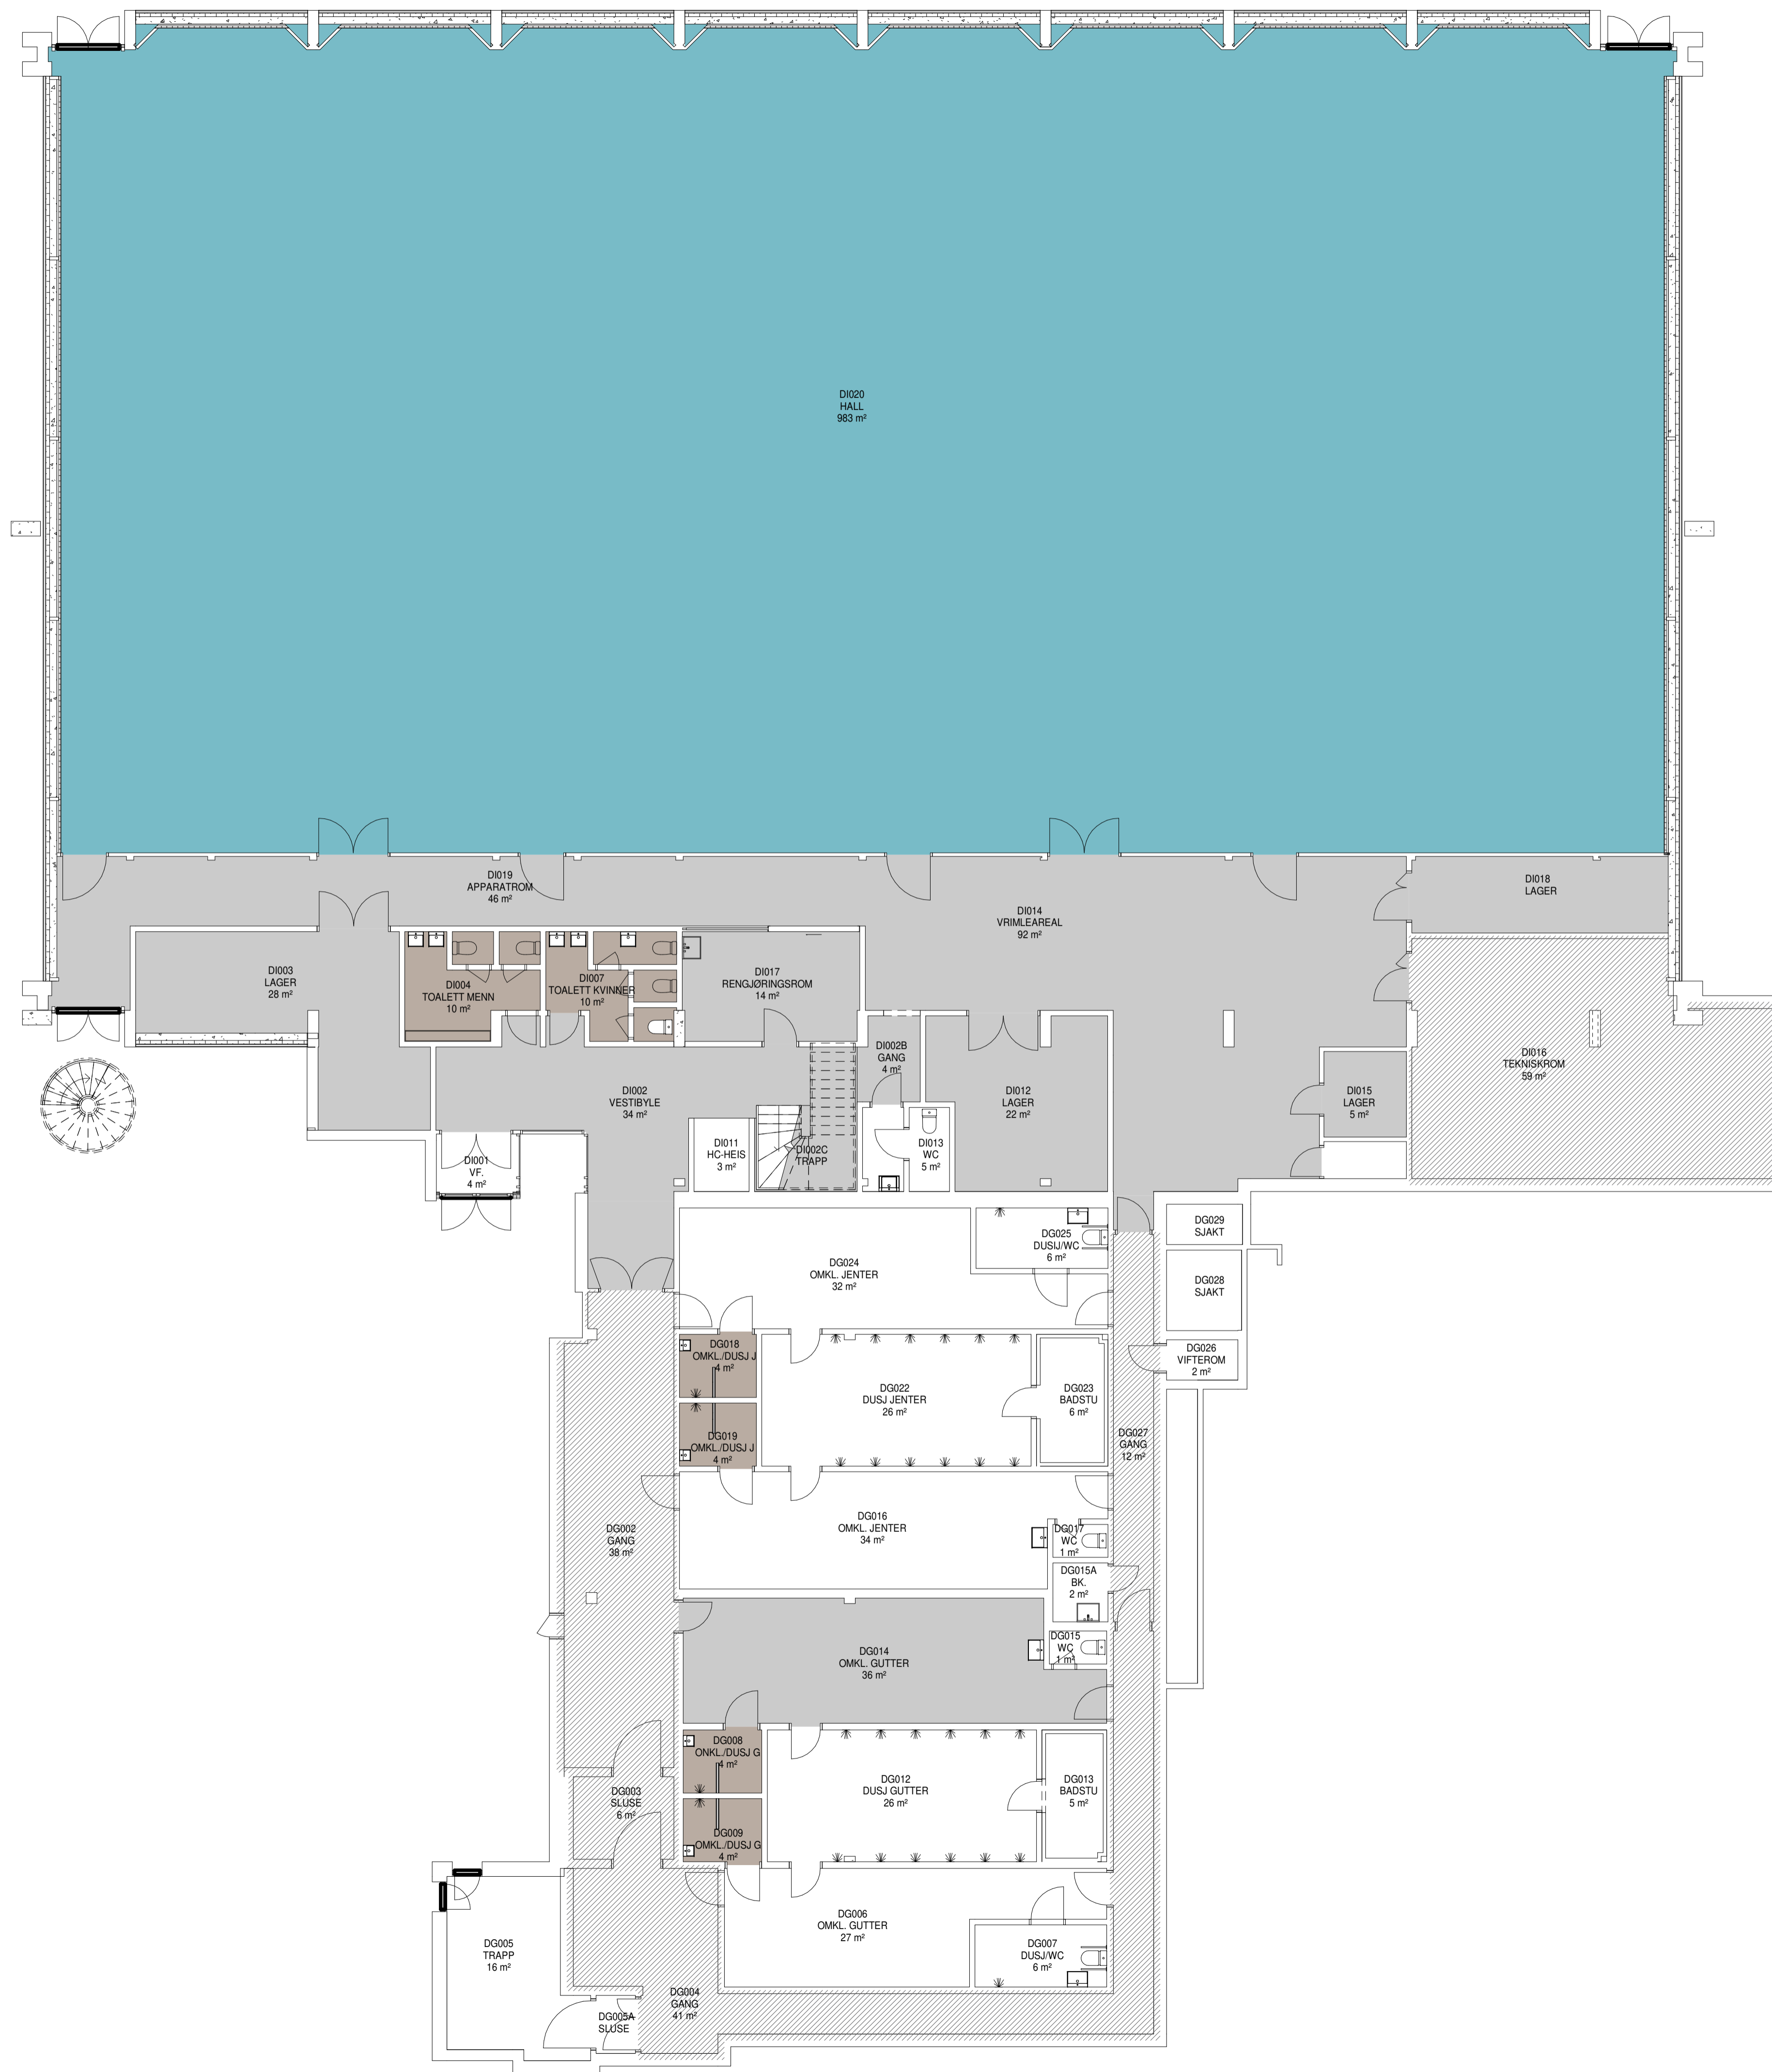 DI020
HALL
983 m²
DI019
APPARATROM
46 m²
DI018
LAGER
DI014
VRIMLEAREAL
92 m²
DI003
LAGER
28 m²
DI004
TOALETT MENN
10 m²
DI007
TOALETT KVINNER
10 m²
DI017
RENGJØRINGSROM
14 m²
DI002B
GANG
4 m²
DI016
TEKNISKROM
59 m²
DI002
VESTIBYLE
34 m²
DI012
LAGER
22 m²
DI015
LAGER
5 m²
DI001
VF.
4 m²
DI011
HC-HEIS
3 m²
DI002C
TRAPP
DI013
WC
5 m²
DG029
SJAKT
DG025
DUSIJ/WC
6 m²
DG024
OMKL. JENTER
32 m²
DG028
SJAKT
DG018
OMKL./DUSJ J
4 m²
DG026
VIFTEROM
2 m²
DG022
DUSJ JENTER
26 m²
DG023
BADSTU
6 m²
DG019
OMKL./DUSJ J
4 m²
DG027
GANG
12 m²
DG002
GANG
38 m²
DG016
OMKL. JENTER
34 m²
DG017
WC
1 m²
DG015A
BK.
2 m²
DG014
OMKL. GUTTER
36 m²
DG015
WC
1 m²
DG008
ONKL./DUSJ G
4 m²
DG003
SLUSE
6 m²
DG012
DUSJ GUTTER
26 m²
DG013
BADSTU
5 m²
DG009
OMKL./DUSJ G
4 m²
DG006
OMKL. GUTTER
27 m²
DG005
TRAPP
16 m²
DG007
DUSJ/WC
6 m²
DG004
GANG
41 m²
DG005A
SLUSE